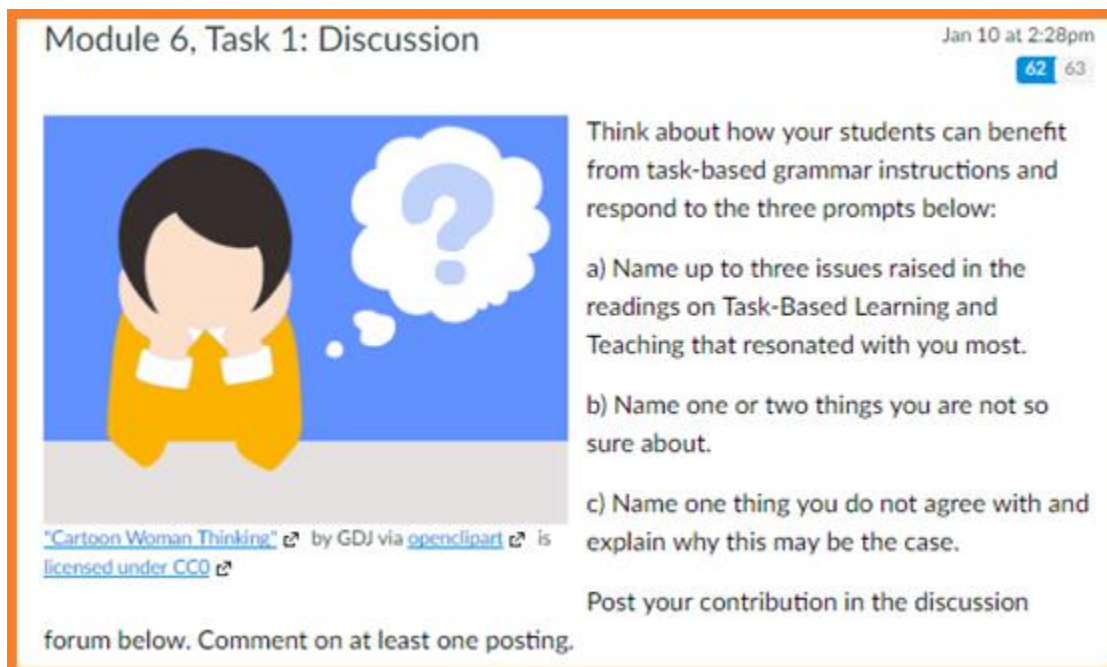 Module 6, Task 1: Discussion
Jan 10 at 2:28pm
62 63
Think about how your students can benefit
from task-based grammar instructions and
respond to the three prompts below:
a) Name up to three issues raised in the
readings on Task-Based Learning and
Teaching that resonated with you most.
b) Name one or two things you are not so
sure about.
c) Name one thing you do not agree with and
explain why this may be the case.
Post your contribution in the discussion
forum below. Comment on at least one posting.
?
"Cartoon Woman Thinking" by GDJ via openclipart is
licensed under CC0